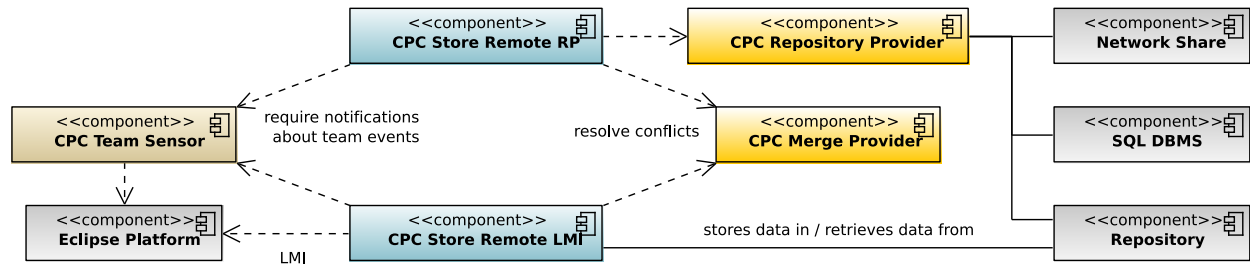 <<component>>
CPC Store Remote RP
<<component>>
CPC Repository Provider
<<component>>
Network Share
<<component>>
CPC Team Sensor
require notifications
about team events
resolve conflicts
<<component>>
CPC Merge Provider
<<component>>
SQL DBMS
<<component>>
Eclipse Platform
LMI
<<component>>
CPC Store Remote LMI
stores data in / retrieves data from
<<component>>
Repository